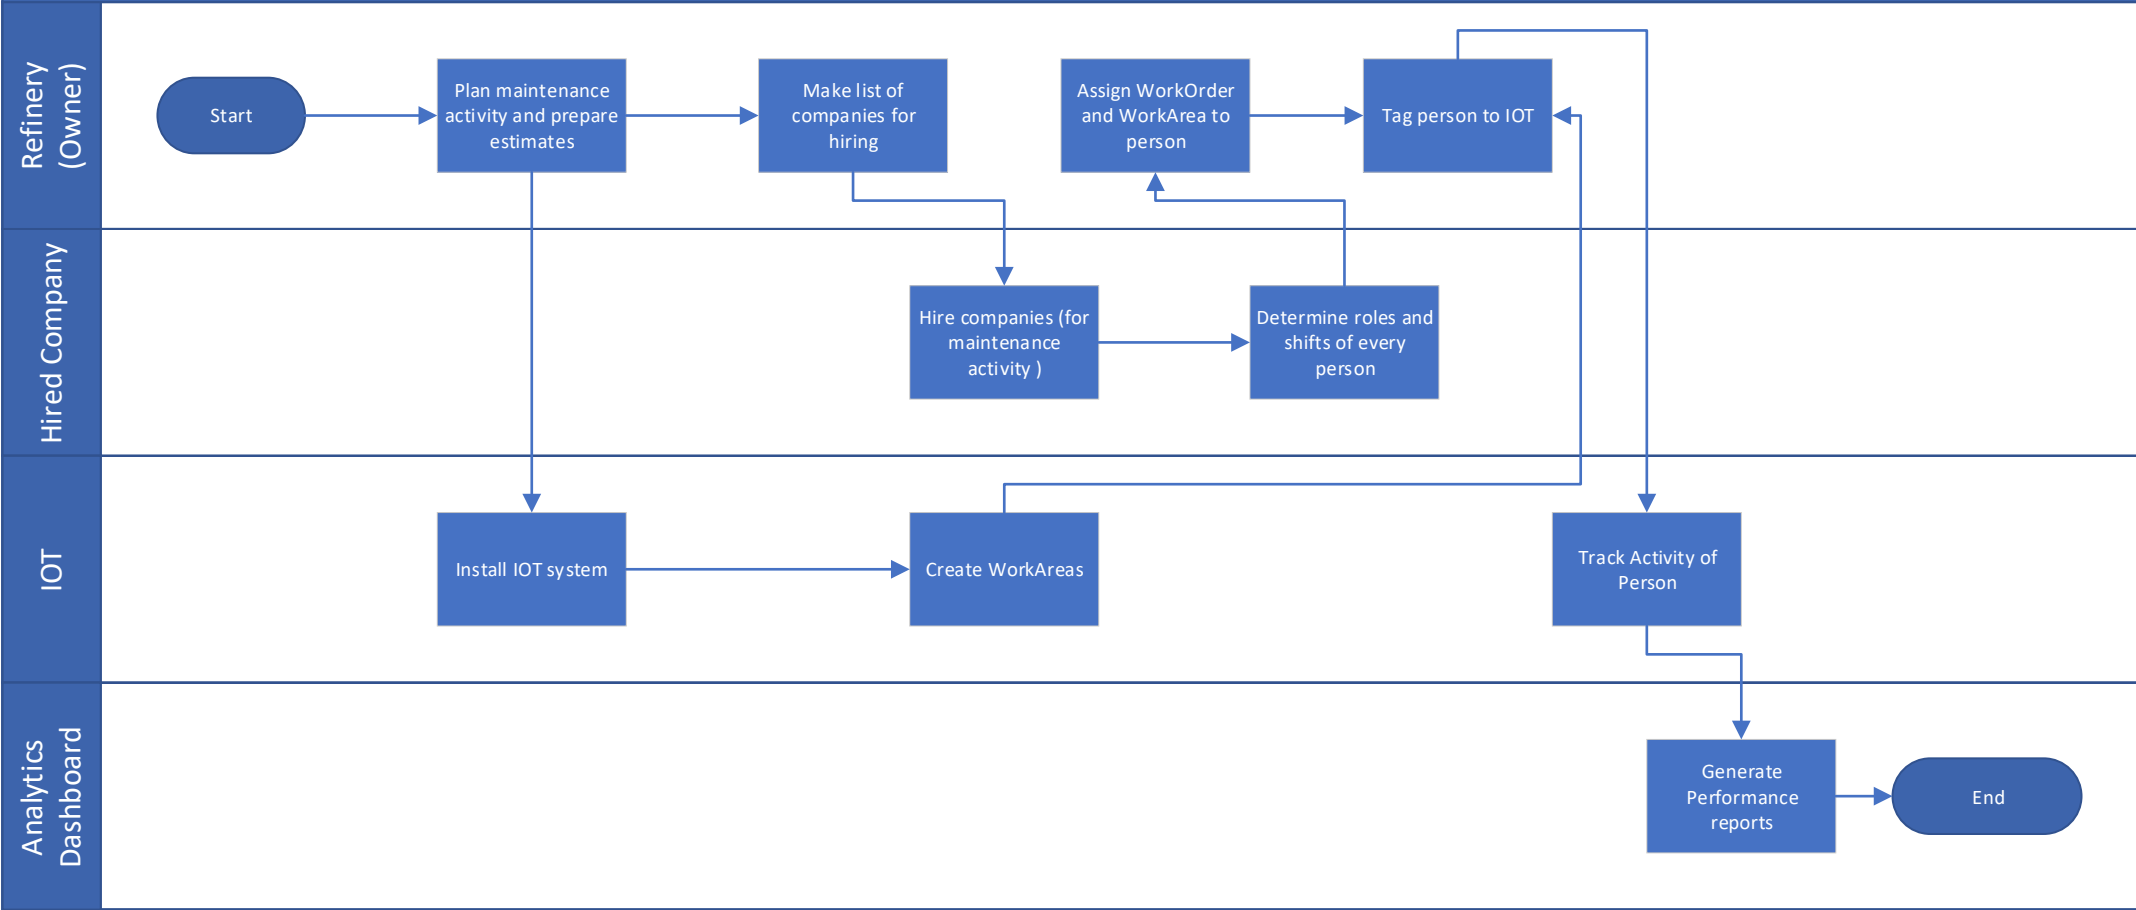 Refinery
(Owner)
Start
Plan maintenance
activity and prepare
estimates
Make list of
companies for
hiring
Assign WorkOrder
and WorkArea to
person
Tag person to IOT
Hired Company
Hire companies (for
maintenance
activity )
Determine roles and
shifts of every
person
IOT
Install IOT system
Create WorkAreas
Track Activity of
Person
Analytics
Dashboard
Generate
Performance
reports
End